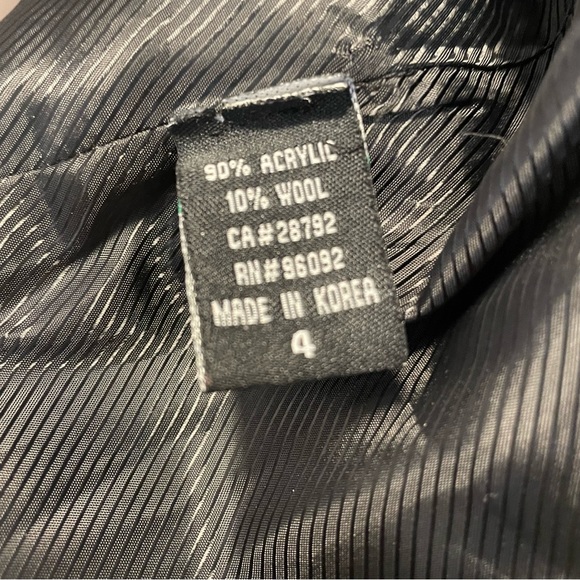 90% ACRYLIC
10% WOOL
CA#28792
RN#96092
MADE IN KOREA
4